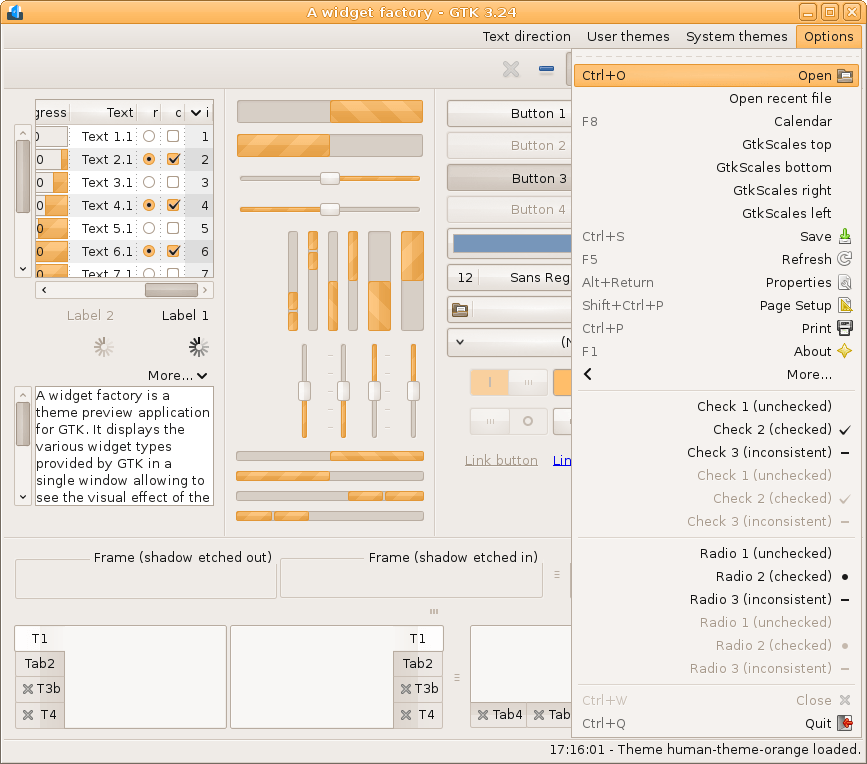 A widget factory - GTK 3.24
Text direction User themes System themes Options
gress Text r c i
0 Text 1.1 1
0 Text 2.1 2
0 Text 3.1 3
0 Text 4.1 4
0 Text 5.1 5
0 Text 6.1 6
0 Text 7.1 7
Label 2 Label 1
More...
A widget factory is a
theme preview application
for GTK. It displays the
various widget types
provided by GTK in a
single window allowing to
see the visual effect of the
Button 1
Button 2
Button 3
Button 4
12 Sans Reg
(N
Link button Lin
Ctrl+O Open
Open recent file
F8 Calendar
GtkScales top
GtkScales bottom
GtkScales right
GtkScales left
Ctrl+S Save
F5 Refresh
Alt+Return Properties
Shift+Ctrl+P Page Setup
Ctrl+P Print
F1 About
More...
Check 1 (unchecked)
Check 2 (checked)
Check 3 (inconsistent)
Check 1 (unchecked)
Check 2 (checked)
Check 3 (inconsistent)
Radio 1 (unchecked)
Radio 2 (checked)
Radio 3 (inconsistent)
Radio 1 (unchecked)
Radio 2 (checked)
Radio 3 (inconsistent)
Ctrl+W Close
Ctrl+Q Quit
Frame (shadow etched out) Frame (shadow etched in)
T1
Tab2
T3b
T4
T1
Tab2
T3b
T4
Tab4 Tab
17:16:01 - Theme human-theme-orange loaded.